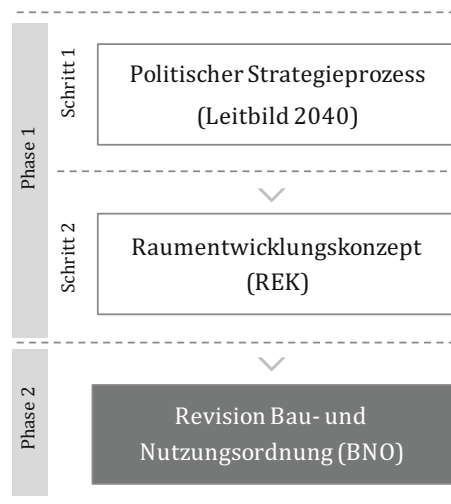 Phase 1
Schritt 1
Politischer Strategieprozess
(Leitbild 2040)
Schritt 2
Raumentwicklungskonzept
(REK)
Phase 2
Revision Bau- und
Nutzungsordnung (BNO)